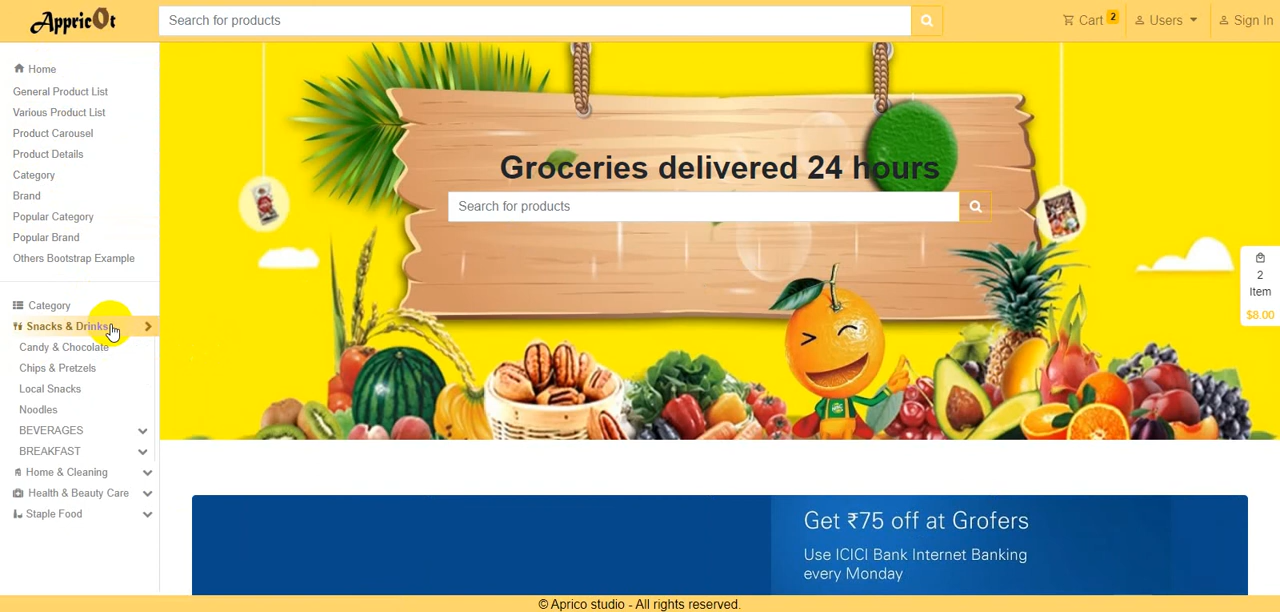 AppricOt
Search for products
Cart 2
Users
Sign In
Home
General Product List
Various Product List
Product Carousel
Product Details
Category
Brand
Popular Category
Popular Brand
Others Bootstrap Example
Category
Snacks & Drinks
Candy & Chocolate
Chips & Pretzels
Local Snacks
Noodles
BEVERAGES
BREAKFAST
Home & Cleaning
Health & Beauty Care
Staple Food
Groceries delivered 24 hours
Search for products
2
Item
$8.00
Get ₹75 off at Grofers
Use ICICI Bank Internet Banking
every Monday
© Aprico studio - All rights reserved.